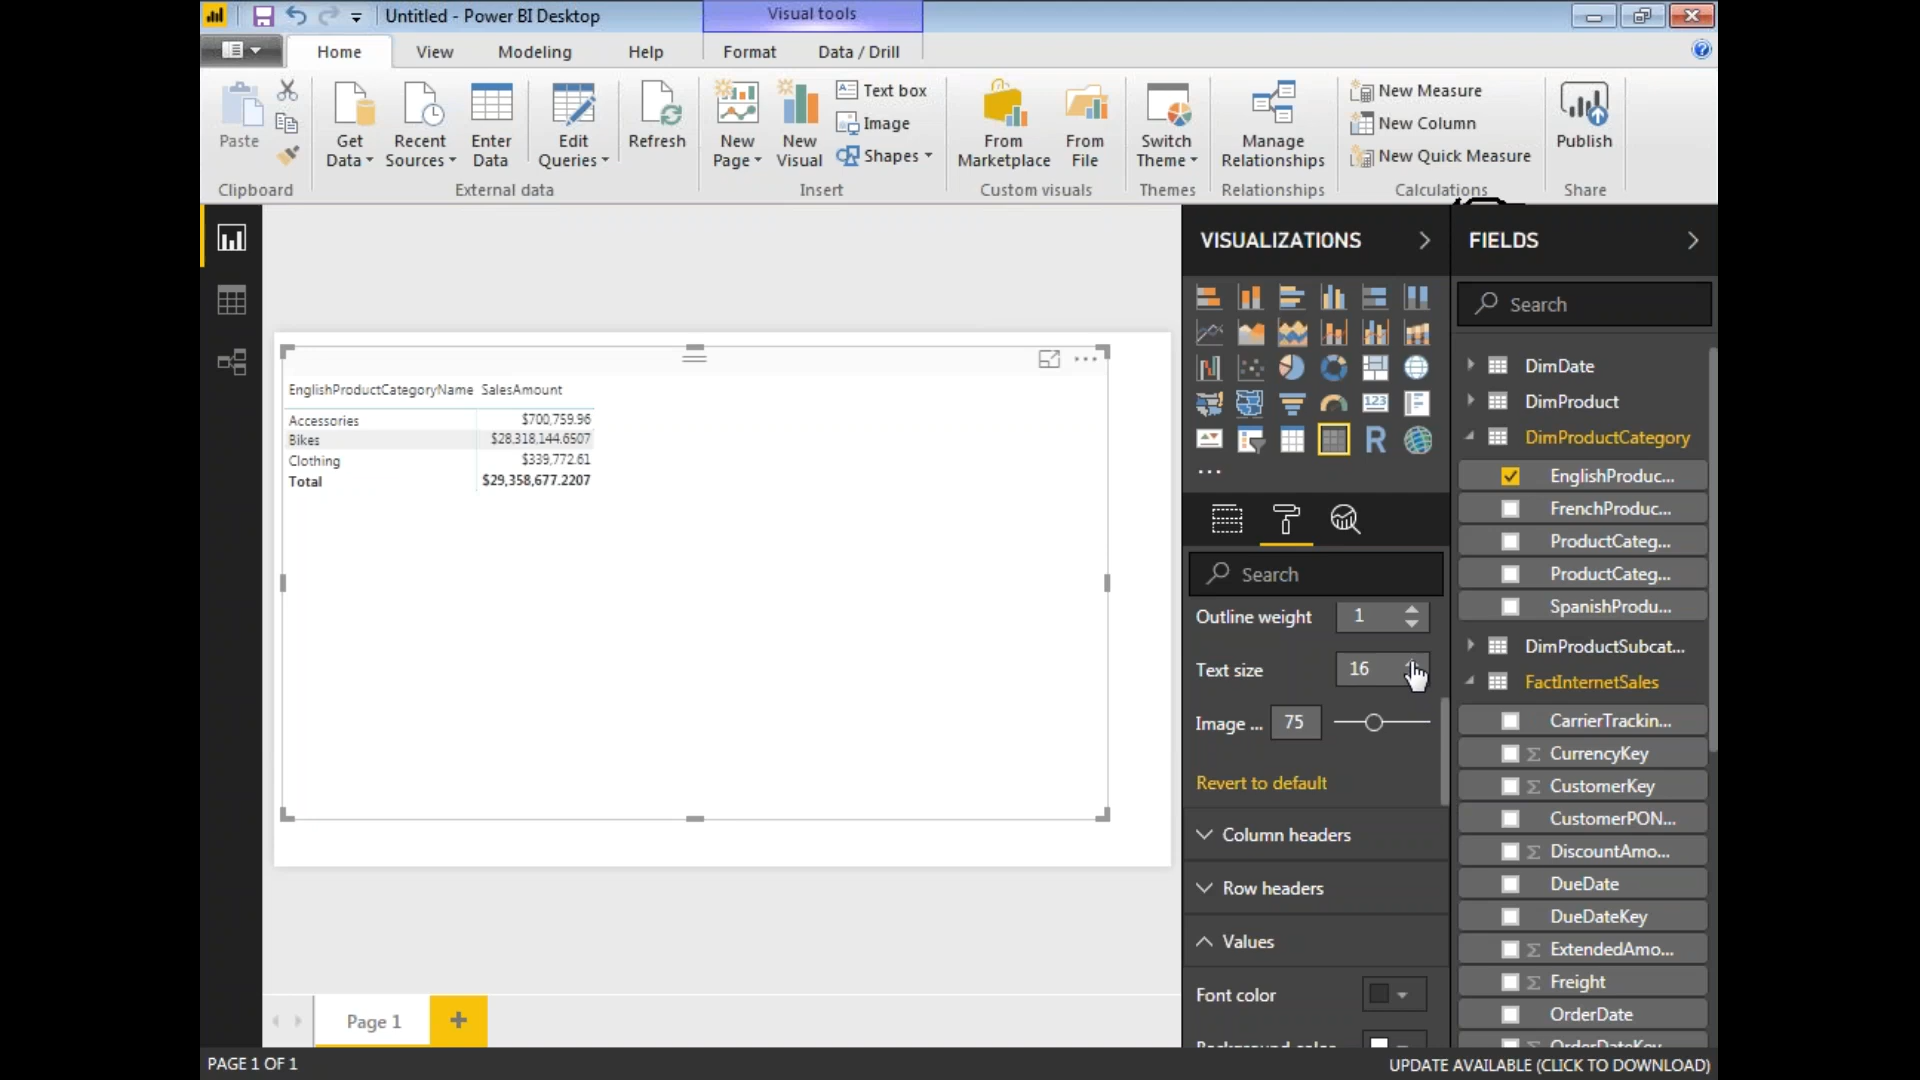 Untitled - Power BI Desktop
Visual tools
Home
View
Modeling
Help
Format
Data / Drill
Paste
Clipboard
Get Data
Recent Sources
Enter Data
Edit Queries
Refresh
External data
New Page
New Visual
Text box
Image
Shapes
Insert
From Marketplace
From File
Custom visuals
Switch Theme
Themes
Manage Relationships
Relationships
New Measure
New Column
New Quick Measure
Calculations
Publish
Share
EnglishProductCategoryName SalesAmount
Accessories $700,759.96
Bikes $28,318,144.6507
Clothing $339,772.61
Total $29,358,677.2207
VISUALIZATIONS
123
R
Search
Outline weight 1
Text size 16
Image ... 75
Revert to default
Column headers
Row headers
Values
Font color
FIELDS
Search
DimDate
DimProduct
DimProductCategory
EnglishProduc...
FrenchProduc...
ProductCateg...
ProductCateg...
SpanishProdu...
DimProductSubcat...
FactInternetSales
CarrierTrackin...
Σ CurrencyKey
Σ CustomerKey
CustomerPON...
Σ DiscountAmo...
DueDate
DueDateKey
Σ ExtendedAmo...
Σ Freight
OrderDate
Page 1
PAGE 1 OF 1
UPDATE AVAILABLE (CLICK TO DOWNLOAD)